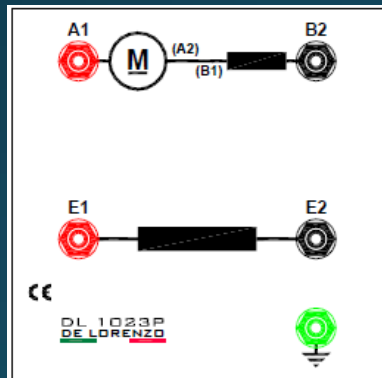 A1 B2
M (A2)
(B1)
E1 E2
CE
DL 1023P
DE LORENZO